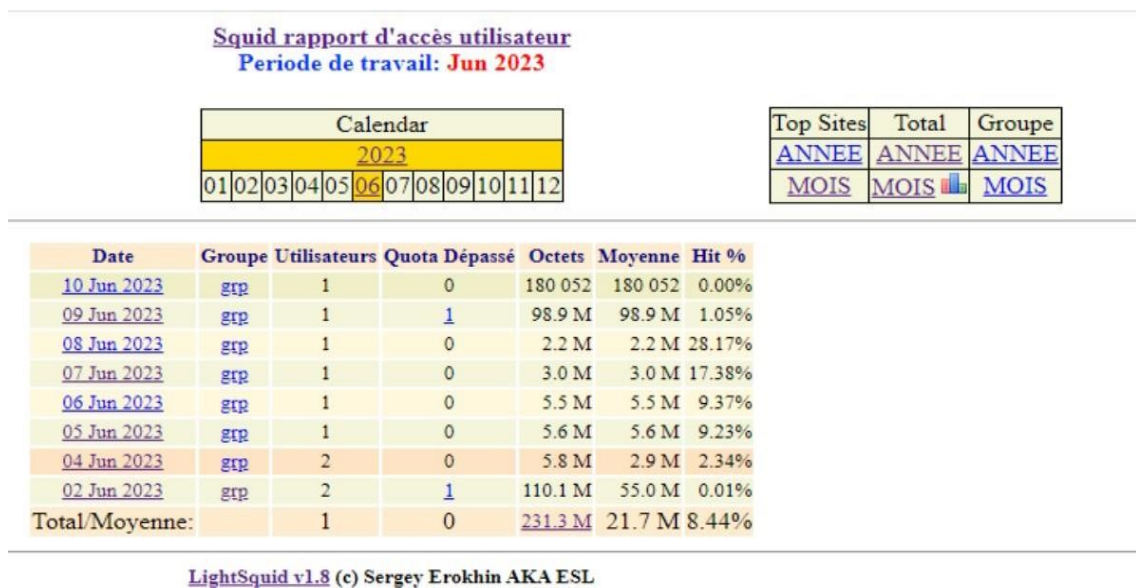 Squid rapport d'accès utilisateur
Periode de travail: Jun 2023
Calendar
2023
01 02 03 04 05 06 07 08 09 10 11 12
Top Sites Total Groupe
ANNEE ANNEE ANNEE
MOIS MOIS MOIS
Date Groupe Utilisateurs Quota Dépassé Octets Moyenne Hit %
10 Jun 2023 grp 1 0 180 052 180 052 0.00%
09 Jun 2023 grp 1 1 98.9 M 98.9 M 1.05%
08 Jun 2023 grp 1 0 2.2 M 2.2 M 28.17%
07 Jun 2023 grp 1 0 3.0 M 3.0 M 17.38%
06 Jun 2023 grp 1 0 5.5 M 5.5 M 9.37%
05 Jun 2023 grp 1 0 5.6 M 5.6 M 9.23%
04 Jun 2023 grp 2 0 5.8 M 2.9 M 2.34%
02 Jun 2023 grp 2 1 110.1 M 55.0 M 0.01%
Total/Moyenne: 1 0 231.3 M 21.7 M 8.44%
LightSquid v1.8 (c) Sergey Erokhin AKA ESL